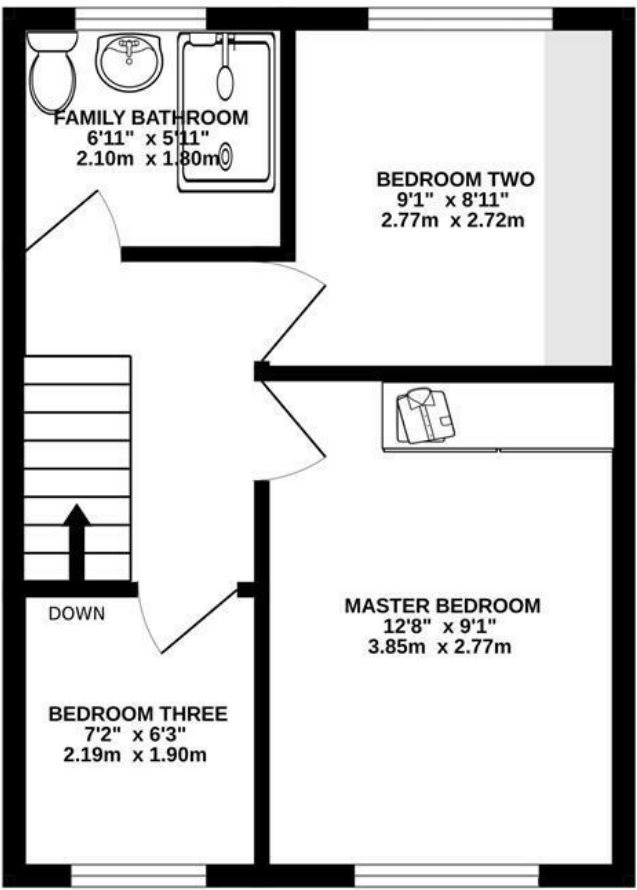 FAMILY BATHROOM
6'11" x 5'11"
2.10m x 1.80m
BEDROOM TWO
9'1" x 8'11"
2.77m x 2.72m
MASTER BEDROOM
12'8" x 9'1"
3.85m x 2.77m
DOWN
BEDROOM THREE
7'2" x 6'3"
2.19m x 1.90m